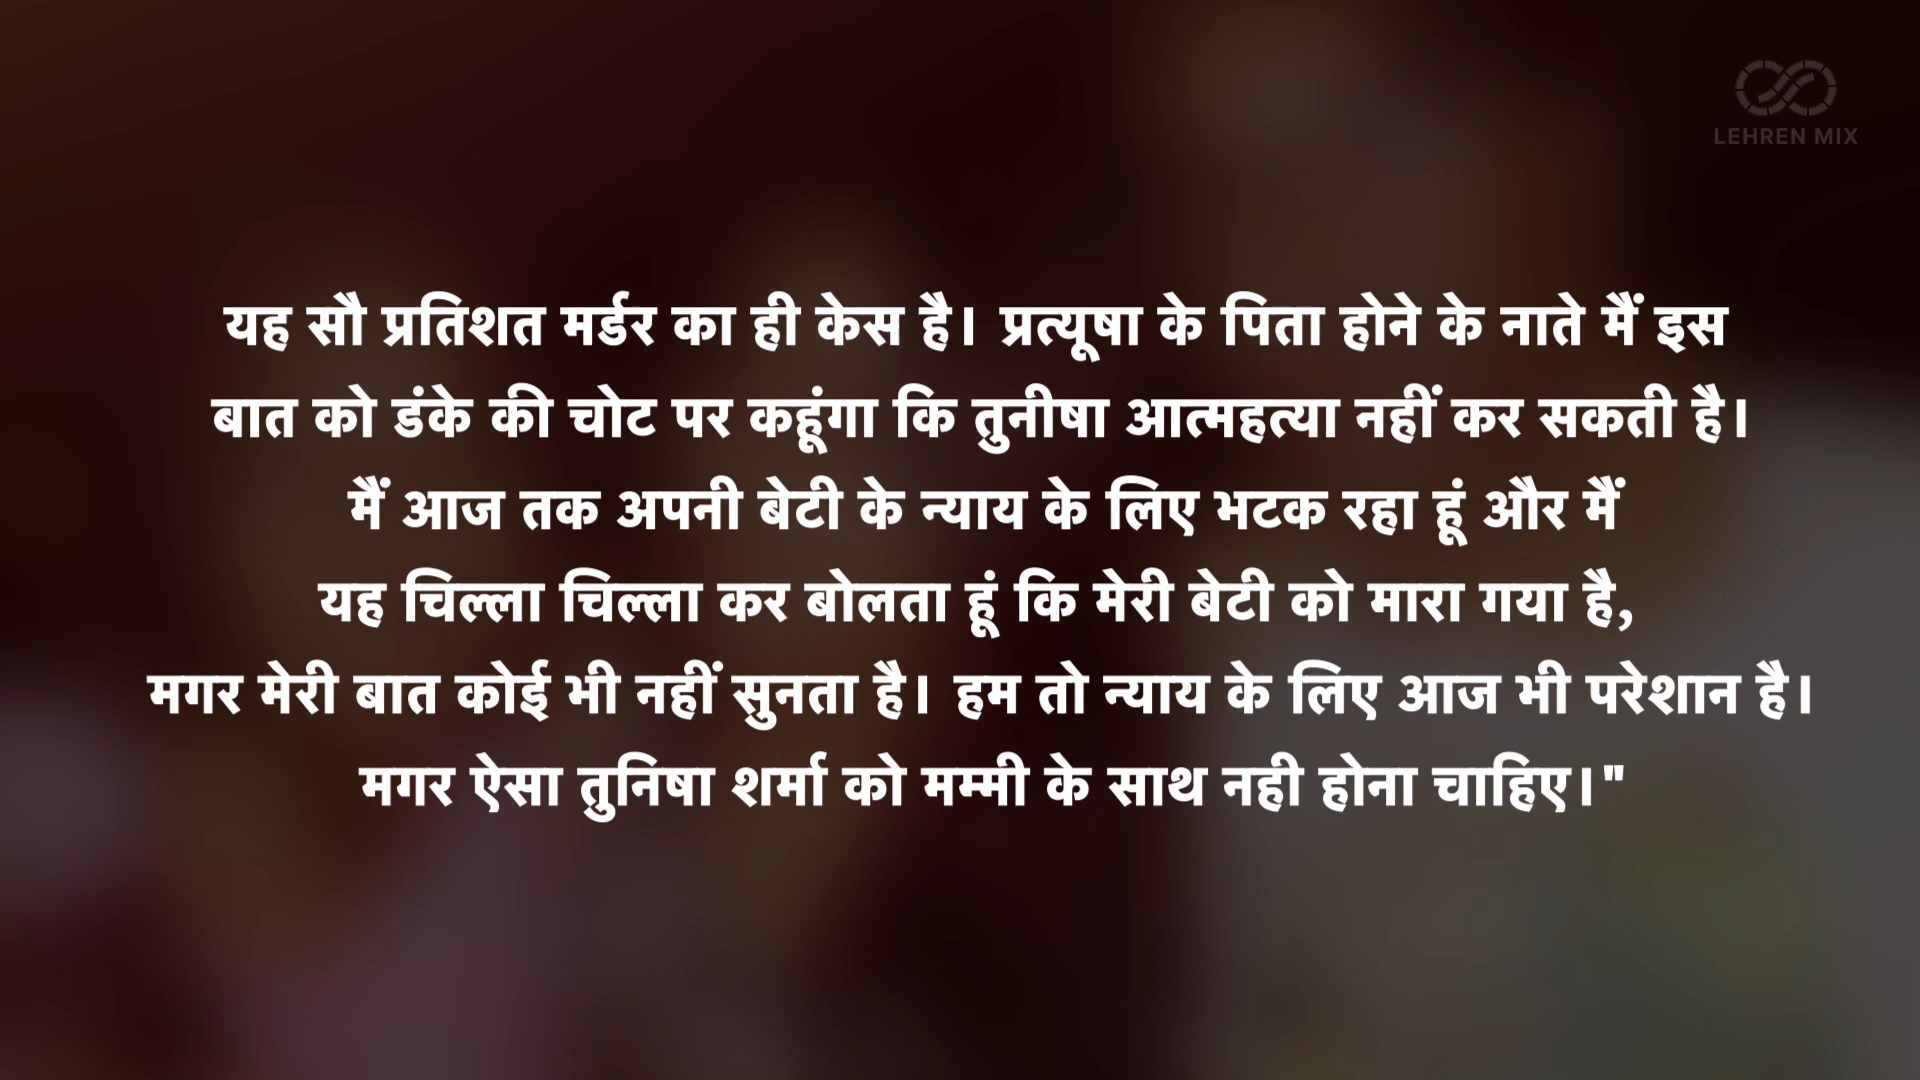 LEHREN MIX
यह सौ प्रतिशत मर्डर का ही केस है। प्रत्यूषा के पिता होने के नाते मैं इस
बात को डंके की चोट पर कहूंगा कि तुनीषा आत्महत्या नहीं कर सकती है।
मैं आज तक अपनी बेटी के न्याय के लिए भटक रहा हूं और मैं
यह चिल्ला चिल्ला कर बोलता हूं कि मेरी बेटी को मारा गया है,
मगर मेरी बात कोई भी नहीं सुनता है। हम तो न्याय के लिए आज भी परेशान है।
मगर ऐसा तुनिषा शर्मा को मम्मी के साथ नही होना चाहिए।"